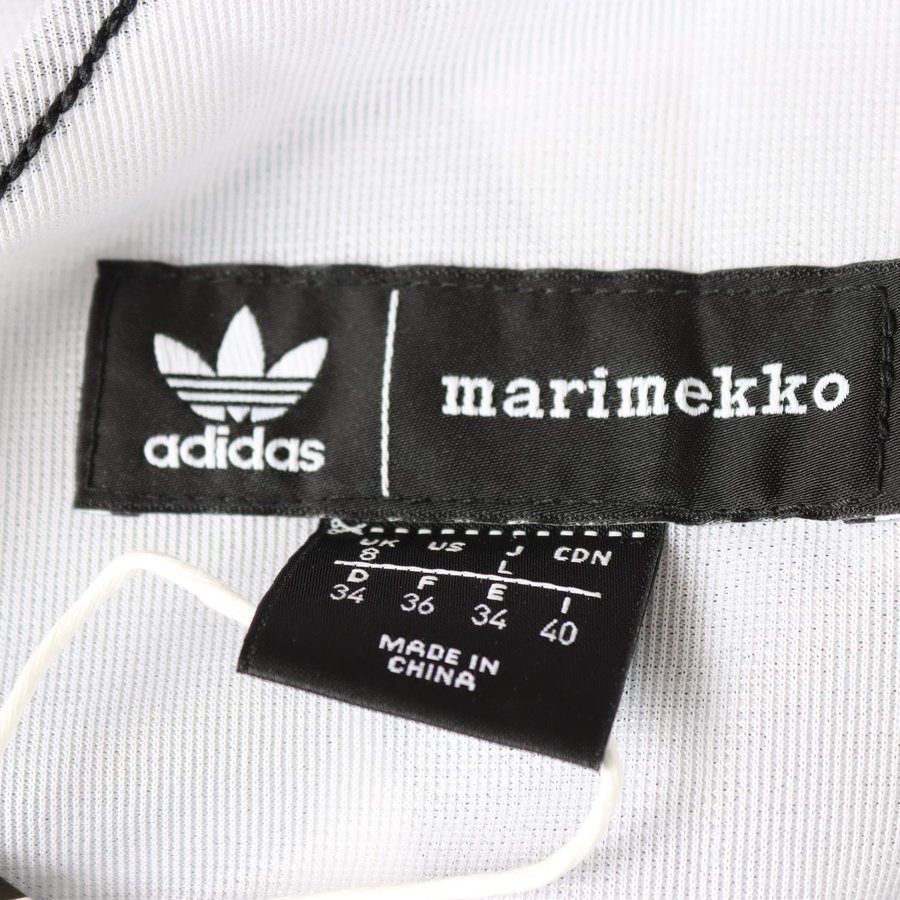 adidas
marimekko
UK US J CDN
8 L
D F E I
34 36 34 40
MADE IN
CHINA